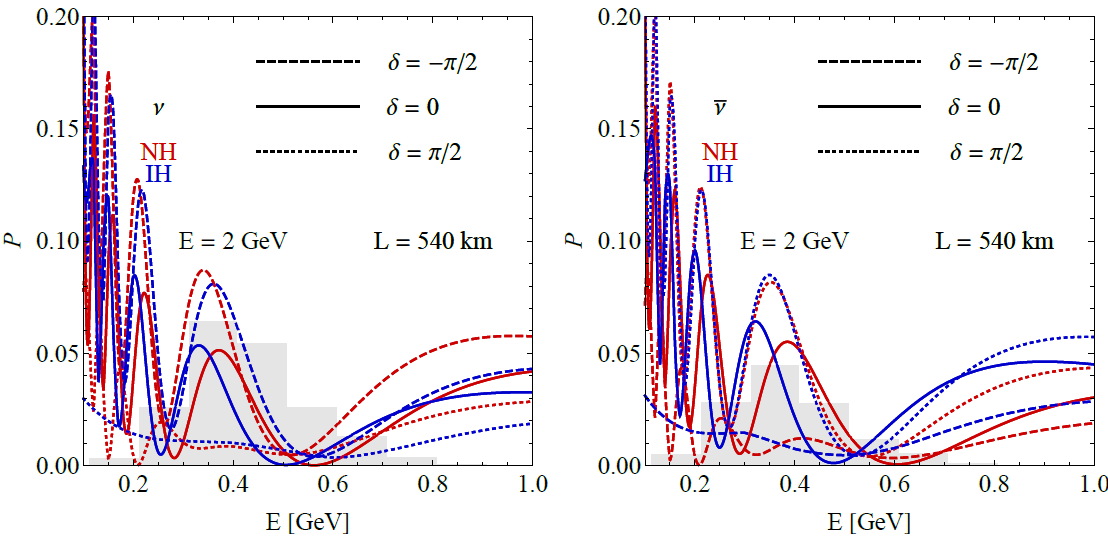 0.20
0.15
0.10
0.05
0.00
P
ν
NH
IH
δ = −π/2
δ = 0
δ = π/2
E = 2 GeV
L = 540 km
0.2 0.4 0.6 0.8 1.0
E [GeV]
0.20
0.15
0.10
0.05
0.00
P
ν̅
NH
IH
δ = −π/2
δ = 0
δ = π/2
E = 2 GeV
L = 540 km
0.2 0.4 0.6 0.8 1.0
E [GeV]